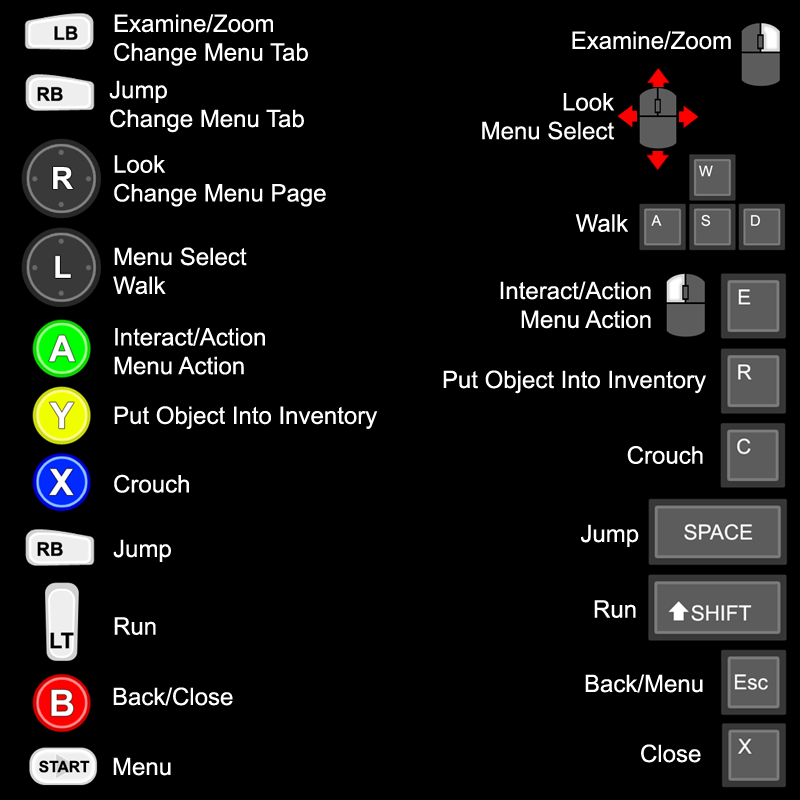 LB
Examine/Zoom
Change Menu Tab
RB
Jump
Change Menu Tab
R
Look
Change Menu Page
L
Menu Select
Walk
A
Interact/Action
Menu Action
Y
Put Object Into Inventory
X
Crouch
RB
Jump
LT
Run
B
Back/Close
START
Menu
Examine/Zoom
Look
Menu Select
W
Walk
A
S
D
Interact/Action
Menu Action
E
Put Object Into Inventory
R
Crouch
C
Jump
SPACE
Run
SHIFT
Back/Menu
Esc
Close
X